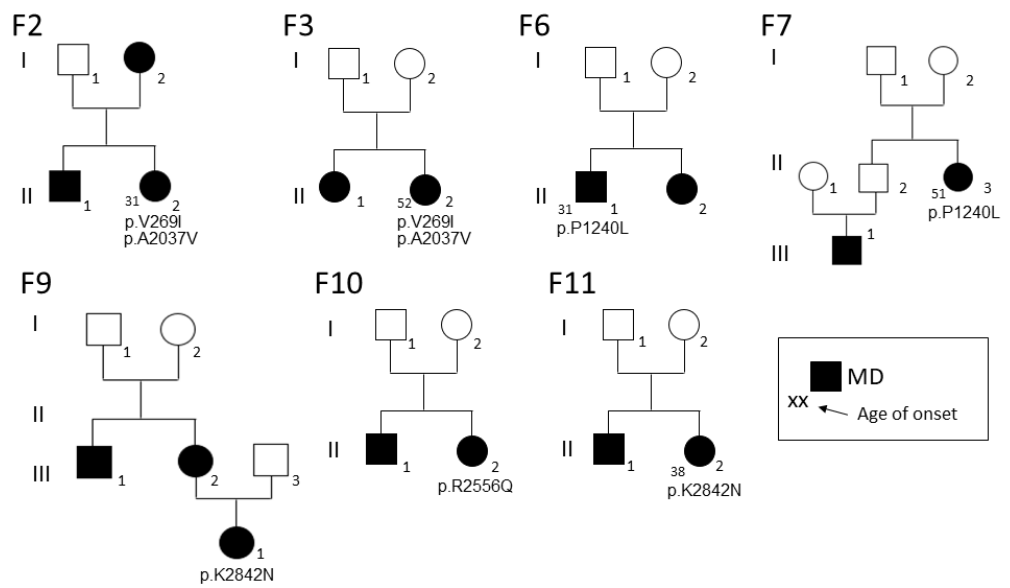 F2
F3
F6
F7
I
1
2
I
1
2
I
1
2
I
1
2
II
1
31
2
II
1
52
2
II
31
1
2
II
1
2
51
3
p.V269I
p.A2037V
p.V269I
p.A2037V
p.P1240L
p.P1240L
III
1
F9
F10
F11
I
1
2
I
1
2
I
1
2
II
III
1
2
3
II
1
2
II
1
38
2
p.R2556Q
p.K2842N
1
p.K2842N
MD
xx
Age of onset